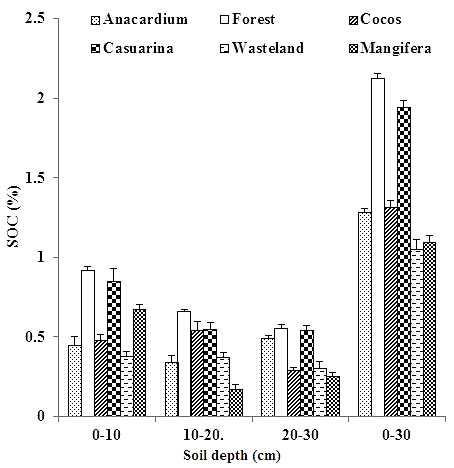 2.5
Anacardium Forest Cocos
Casuarina Wasteland Mangifera
2
1.5
1
0.5
0
SOC (%)
0-10 10-20. 20-30 0-30
Soil depth (cm)